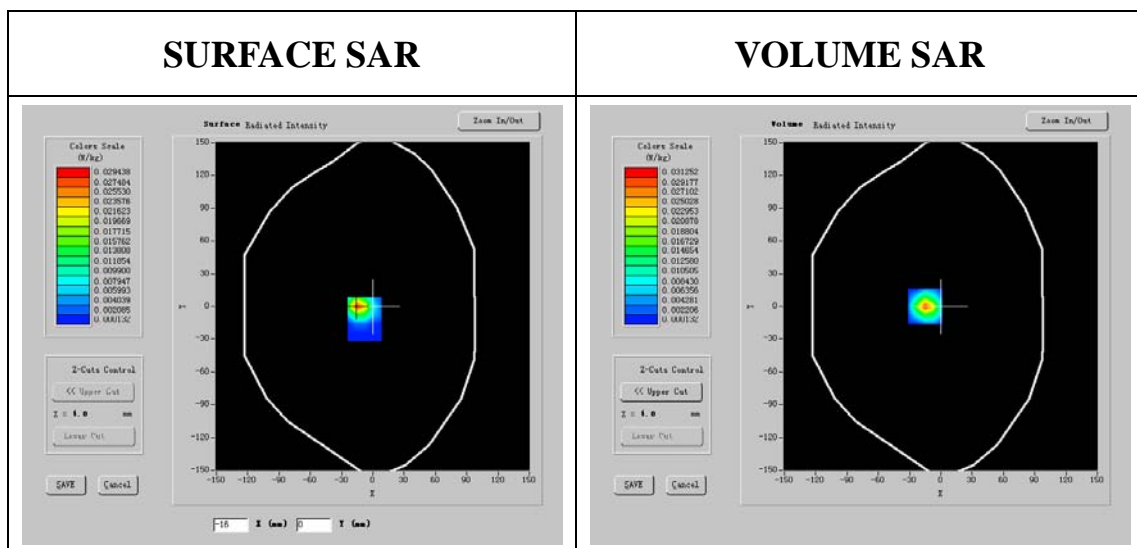 SURFACE SAR
VOLUME SAR
Surface Radiated Intensity
Zoom In/Out
Colors Scale
(W/kg)
0.029438
0.027484
0.025530
0.023576
0.021623
0.019669
0.017715
0.015762
0.013808
0.011854
0.009900
0.007947
0.005993
0.004039
0.002085
0.000132
150
120
90
60
30
0
-30
-60
-90
-120
-150
Y
-150 -120 -90 -60 -30 0 30 60 90 120 150
X
Z-Cuts Control
<< Upper Cut
Z = 4.0 mm
Lower Cut
SAVE Cancel
-16 X (mm) 0 Y (mm)
Volume Radiated Intensity
Zoom In/Out
Colors Scale
(W/kg)
0.031252
0.029177
0.027102
0.025028
0.022953
0.020878
0.018804
0.016729
0.014654
0.012580
0.010505
0.008430
0.006356
0.004281
0.002206
0.000132
150
120
90
60
30
0
-30
-60
-90
-120
-150
Y
-150 -120 -90 -60 -30 0 30 60 90 120 150
X
Z-Cuts Control
<< Upper Cut
Z = 4.0 mm
Lower Cut
SAVE Cancel